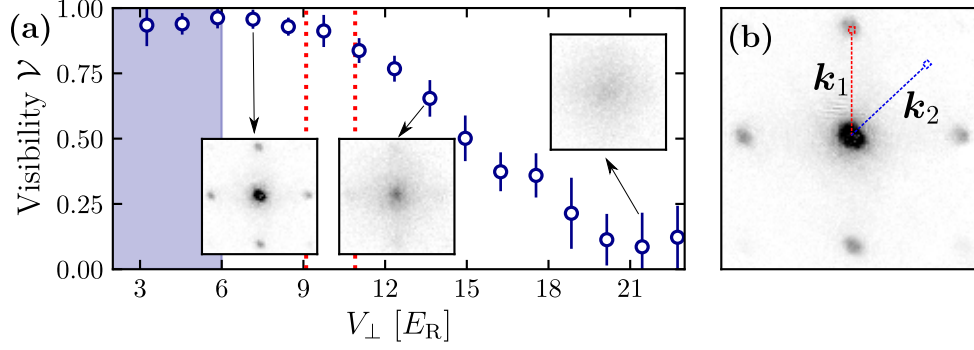 (a)
Visibility 𝒱
1.00
0.75
0.50
0.25
0.00
3 6 9 12 15 18 21
V⊥ [E_R]
(b)
k₁
k₂